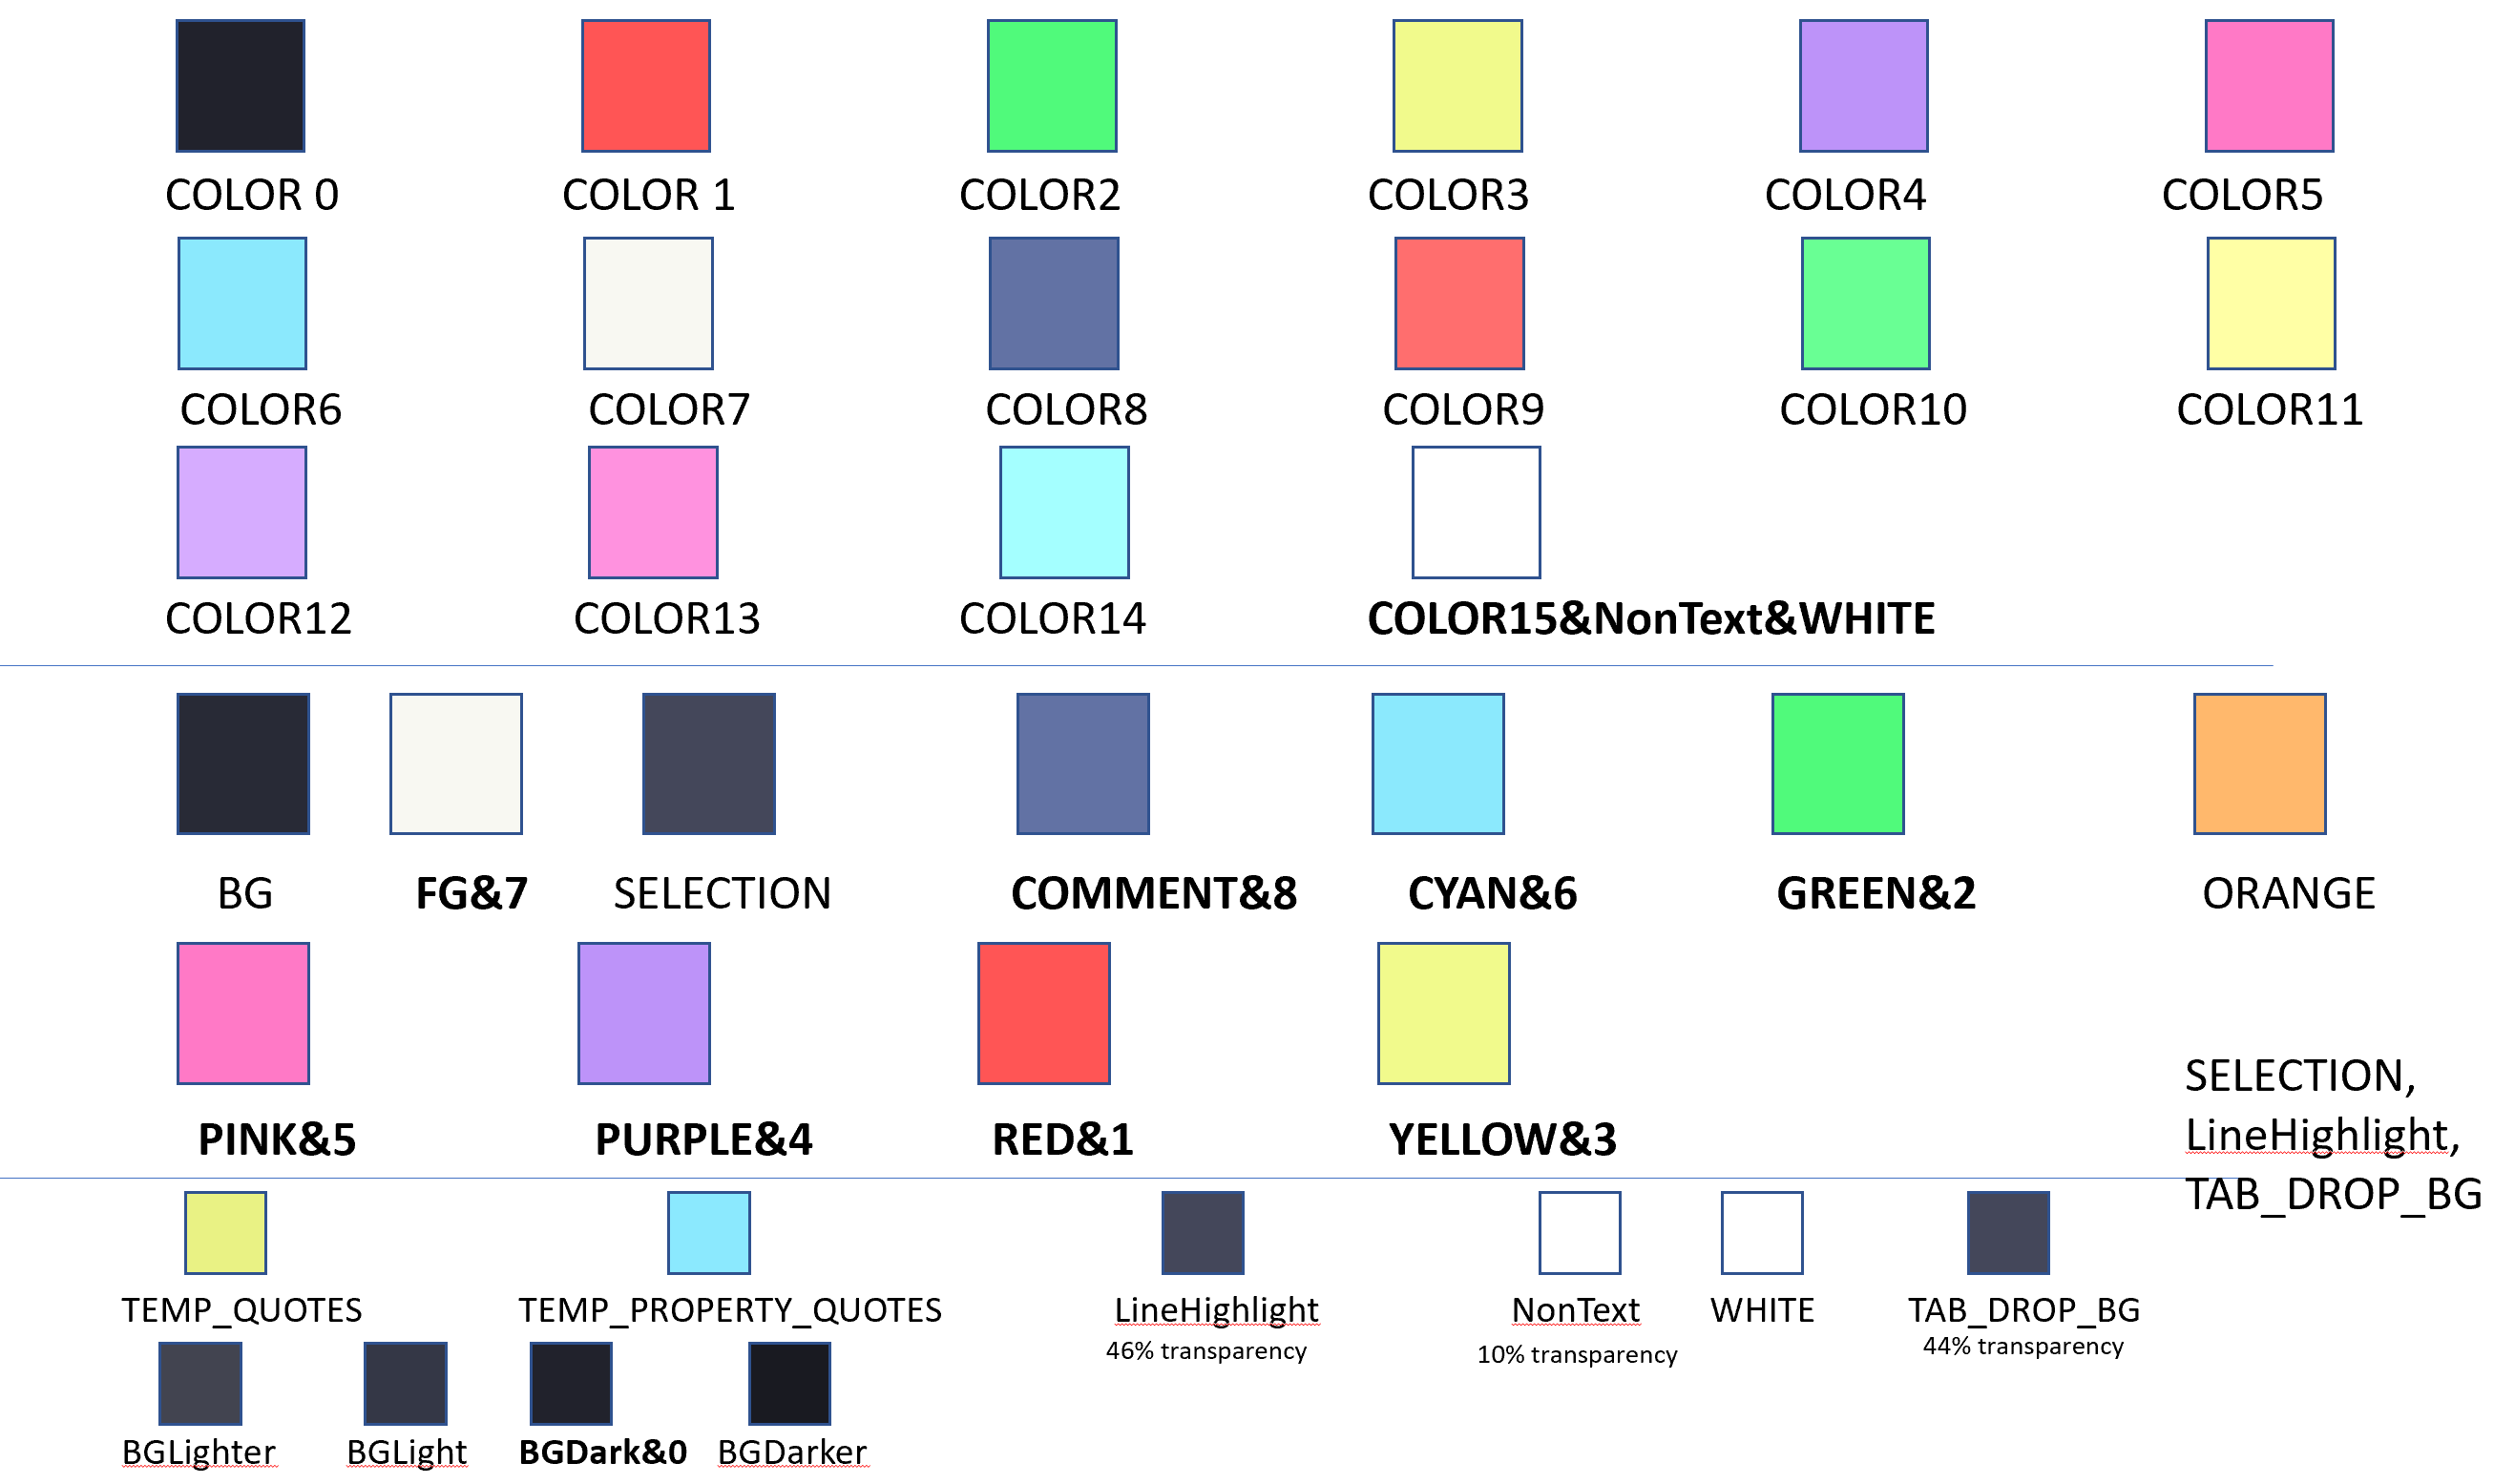 COLOR 0
COLOR 1
COLOR2
COLOR3
COLOR4
COLOR5
COLOR6
COLOR7
COLOR8
COLOR9
COLOR10
COLOR11
COLOR12
COLOR13
COLOR14
COLOR15&NonText&WHITE
BG
FG&7
SELECTION
COMMENT&8
CYAN&6
GREEN&2
ORANGE
PINK&5
PURPLE&4
RED&1
YELLOW&3
SELECTION,
LineHighlight,
TAB_DROP_BG
TEMP_QUOTES
TEMP_PROPERTY_QUOTES
LineHighlight
46% transparency
NonText
10% transparency
WHITE
TAB_DROP_BG
44% transparency
BGLighter
BGLight
BGDark&0
BGDarker